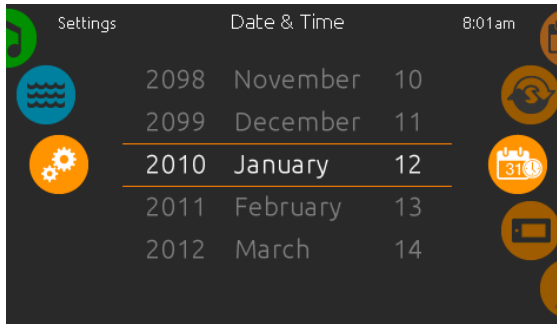 Settings Date & Time 8:01am
2098 November 10
2099 December 11
2010 January 12
31
2011 February 13
2012 March 14